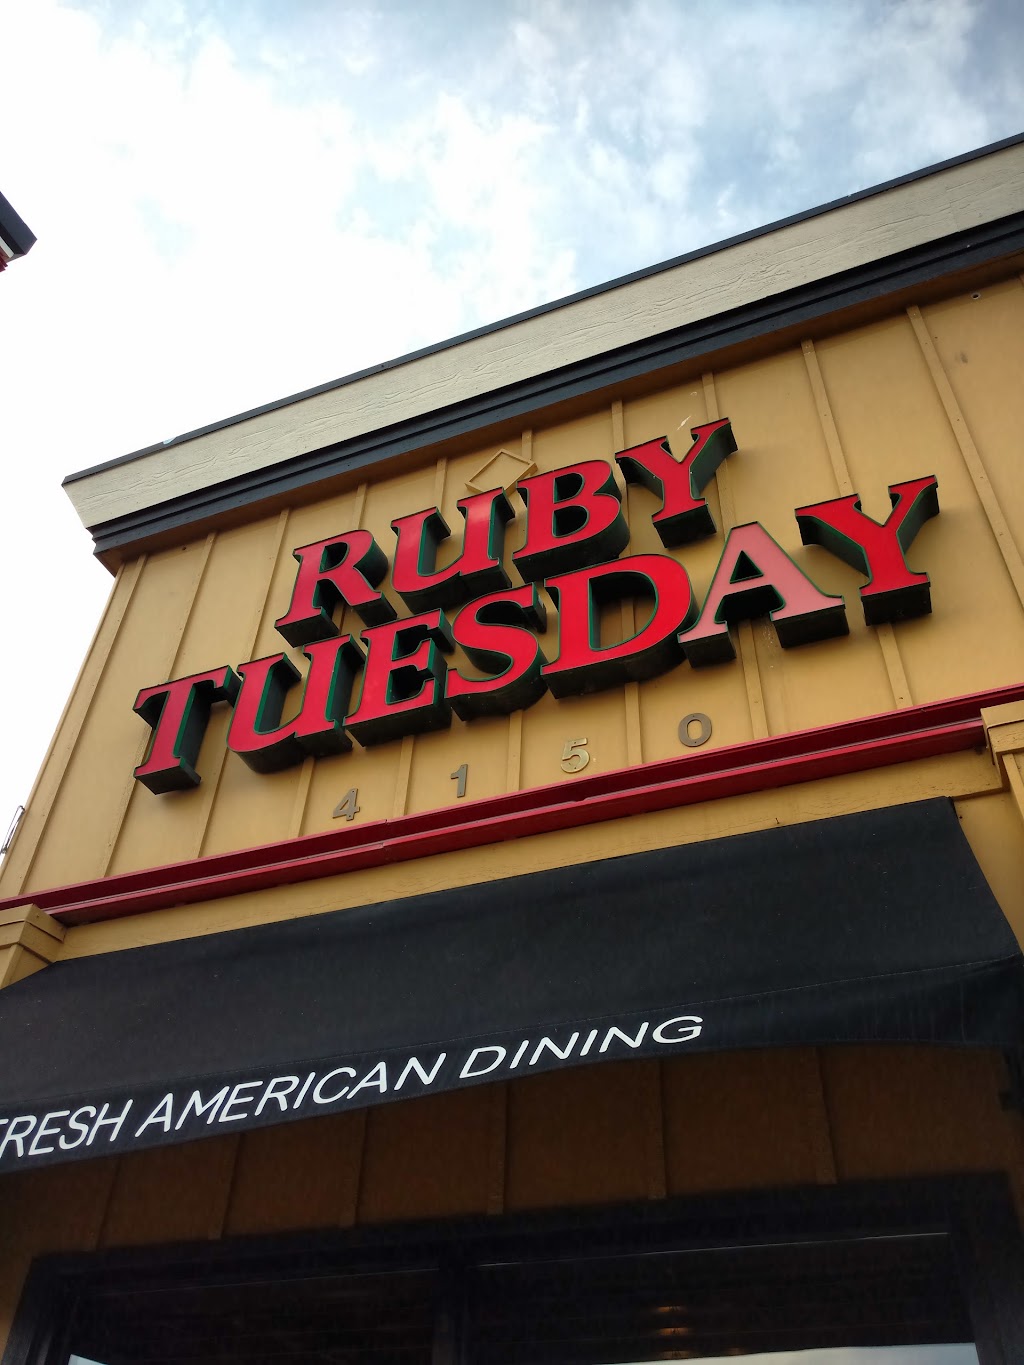 RUBY
TUESDAY
4150
FRESH AMERICAN DINING